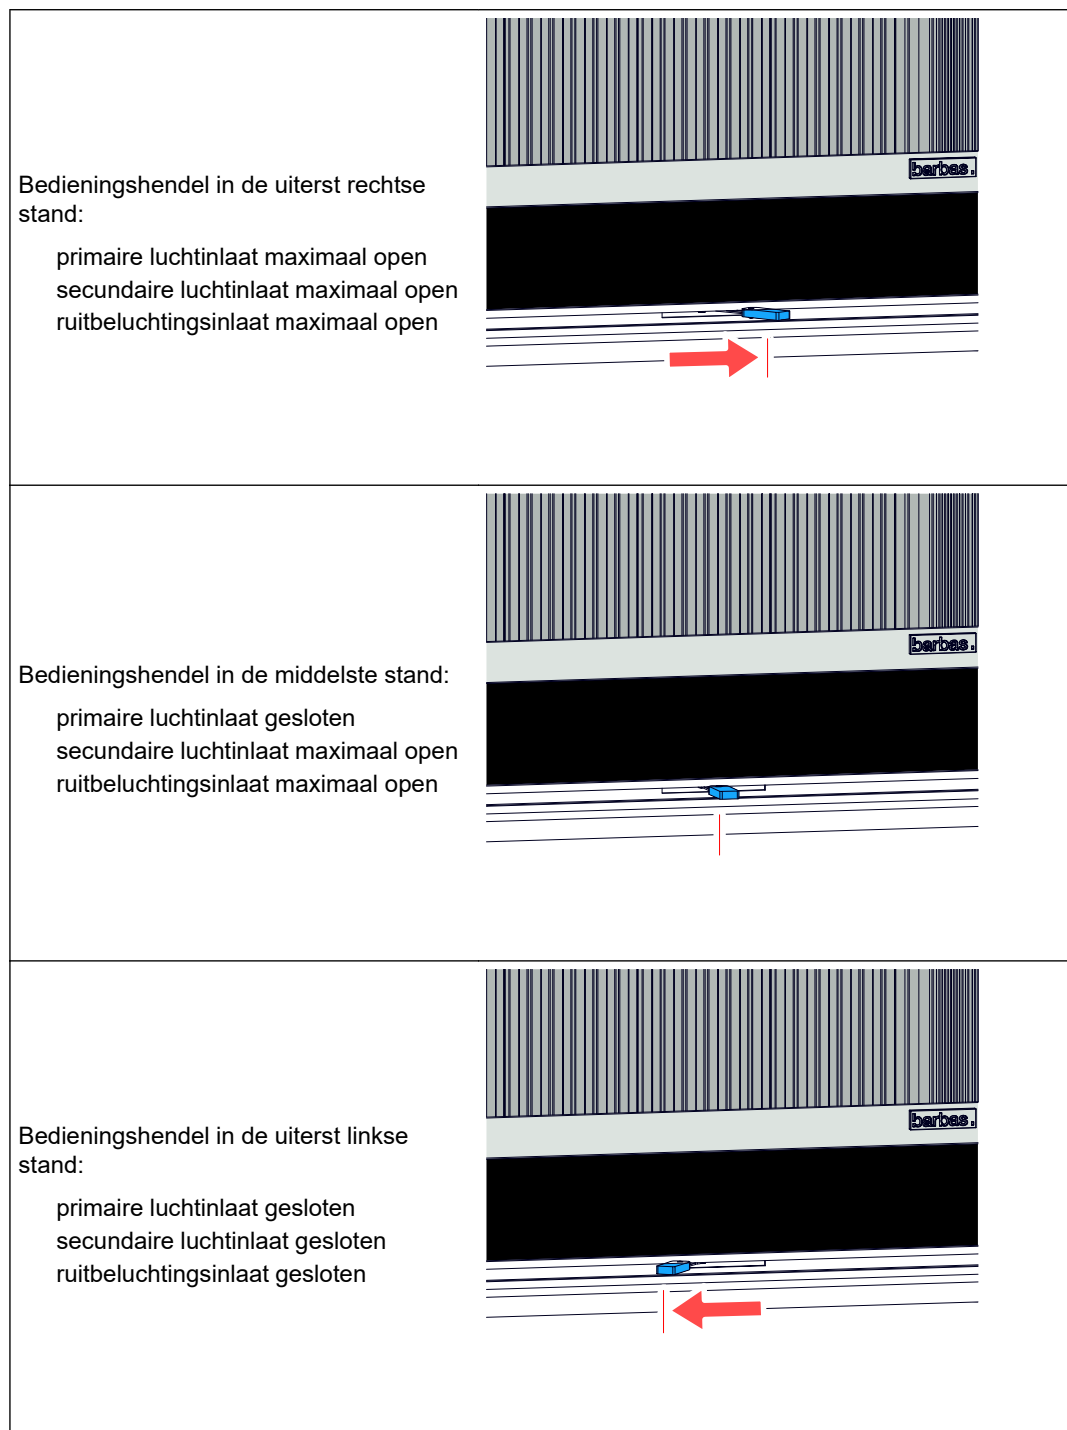 barbas.
Bedieningshendel in de uiterst rechtse
stand:
primaire luchtinlaat maximaal open
secundaire luchtinlaat maximaal open
ruitbeluchtingsinlaat maximaal open
barbas.
Bedieningshendel in de middelste stand:
primaire luchtinlaat gesloten
secundaire luchtinlaat maximaal open
ruitbeluchtingsinlaat maximaal open
barbas.
Bedieningshendel in de uiterst linkse
stand:
primaire luchtinlaat gesloten
secundaire luchtinlaat gesloten
ruitbeluchtingsinlaat gesloten